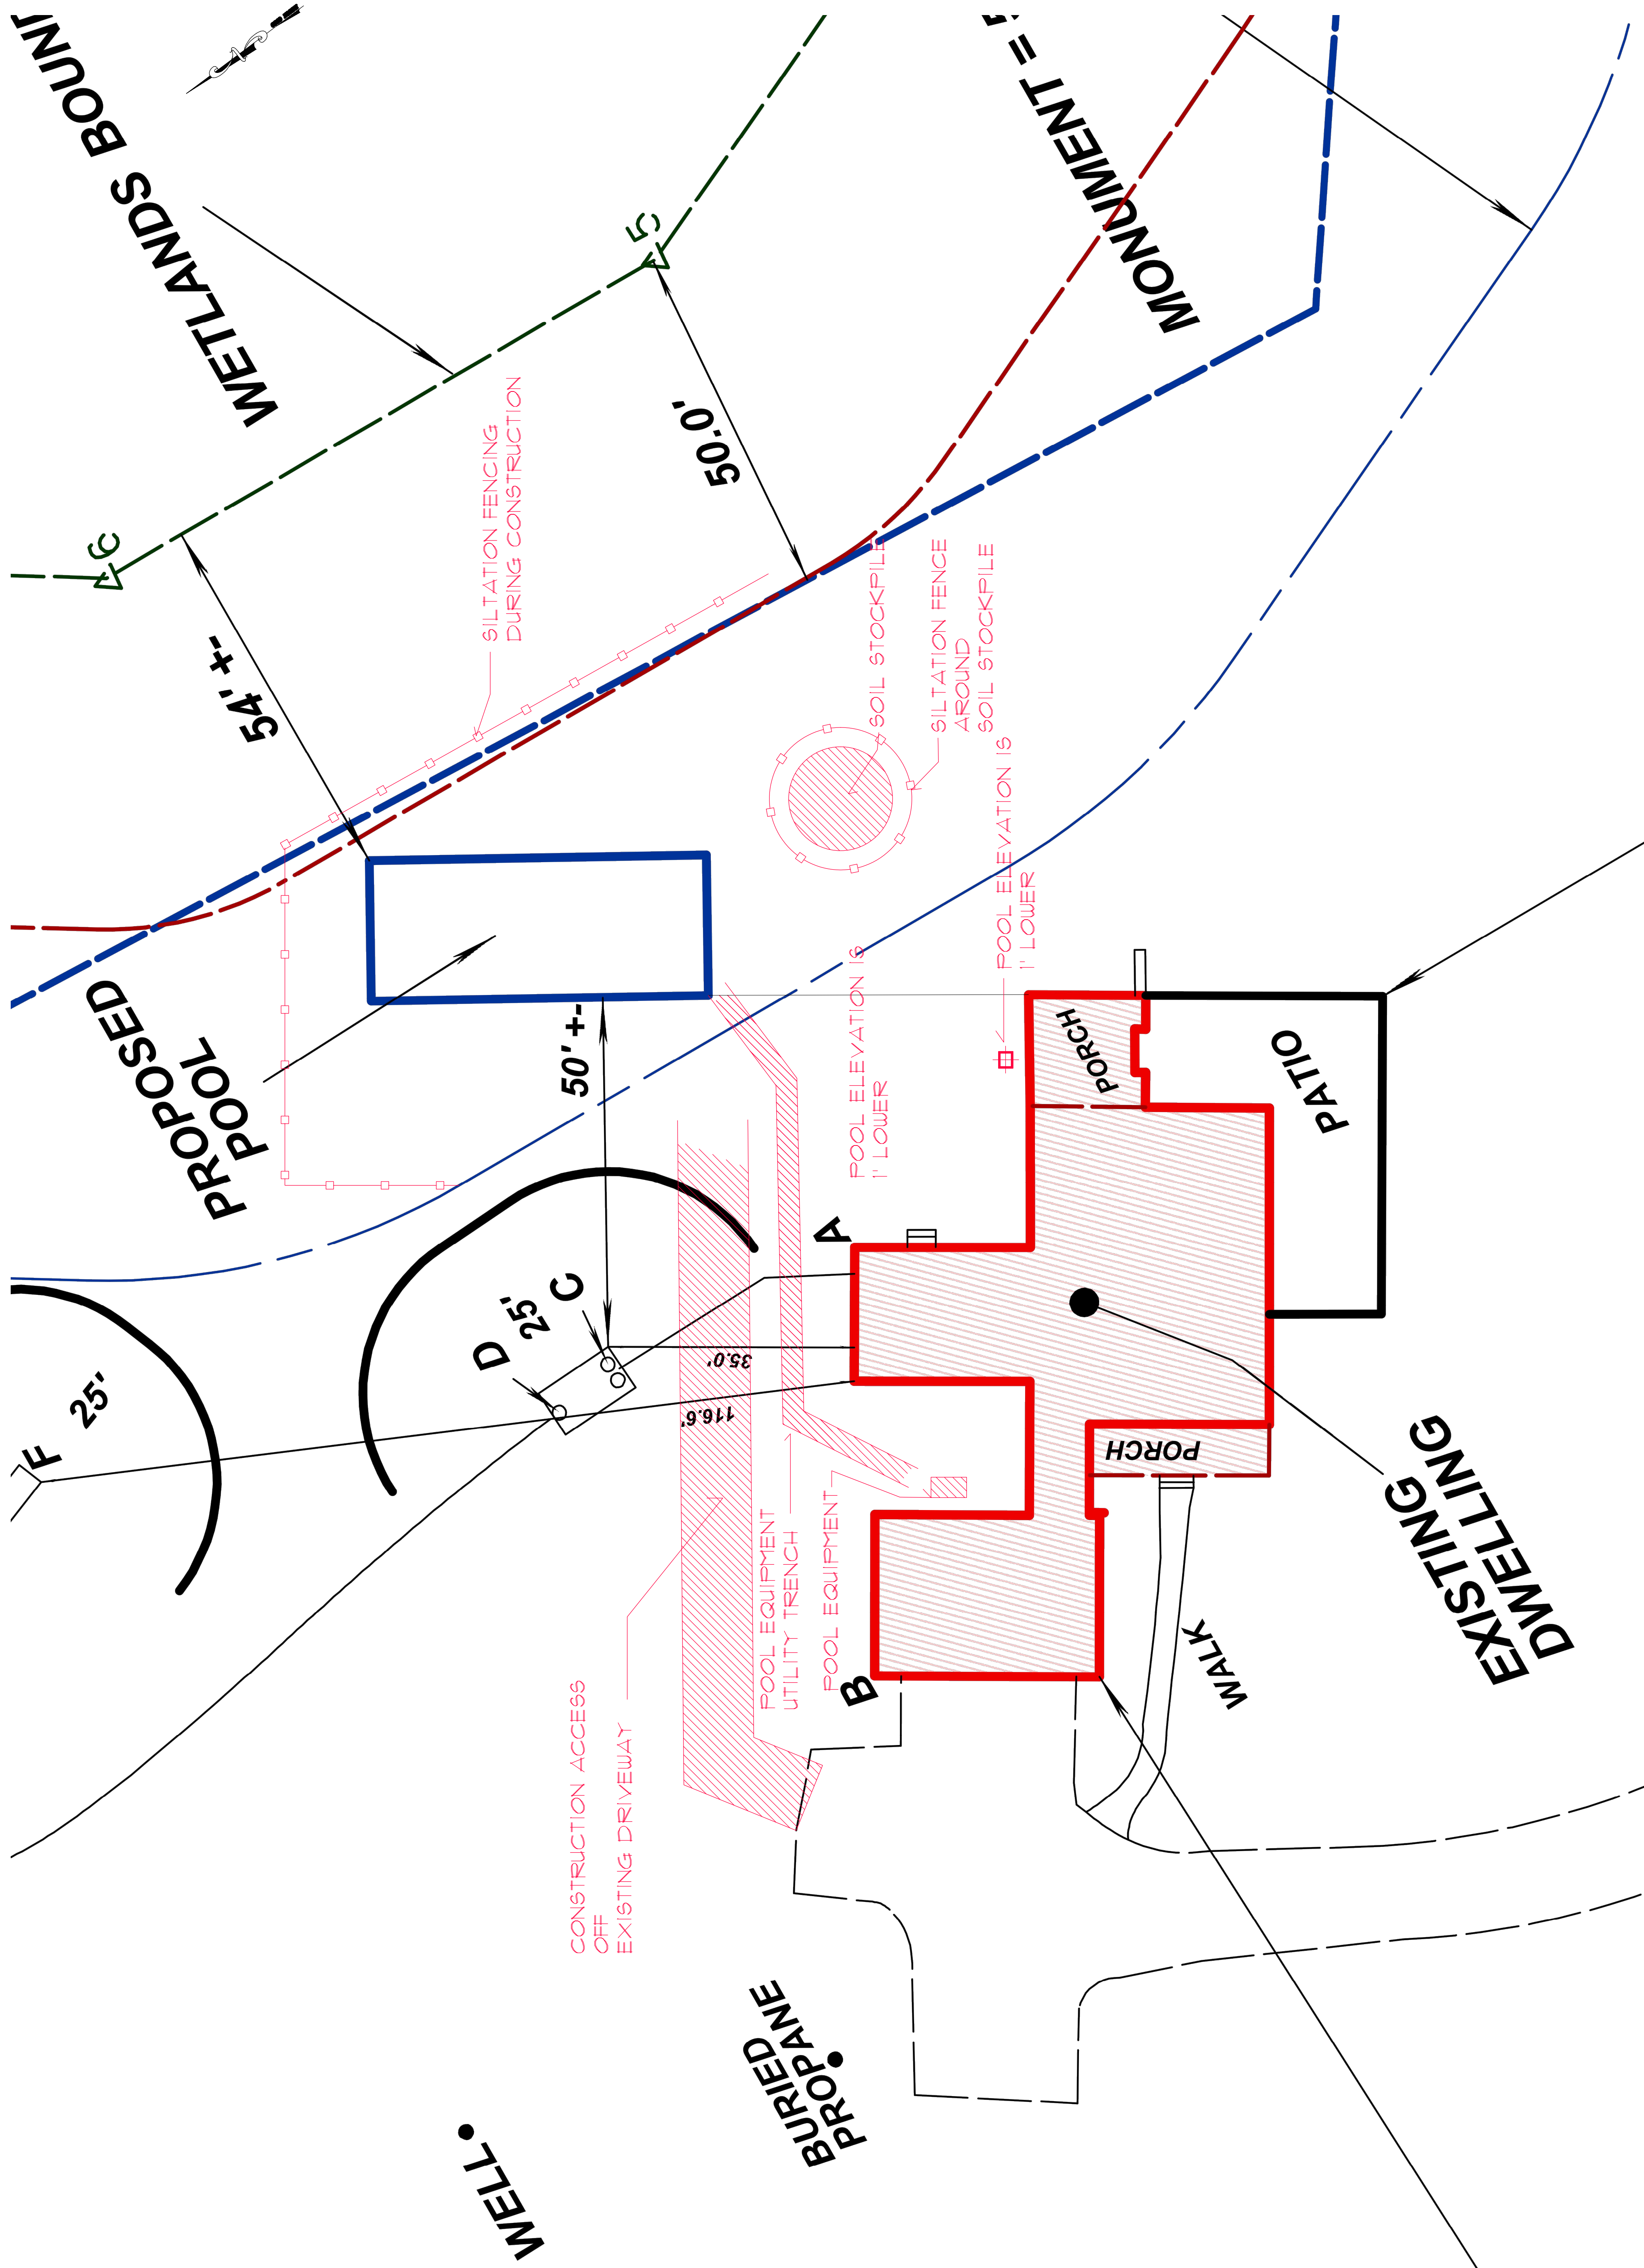 WETLANDS
5
6
MONUMENT =
50.0'
54' +-
SILTATION FENCING
DURING CONSTRUCTION
SOIL STOCKPILE
SILTATION FENCE
AROUND
SOIL STOCKPILE
POOL ELEVATION IS
1' LOWER
POOL ELEVATION IS
1' LOWER
PROPOSED
POOL
50' +-
PORCH
PATIO
A
C
25'
D
25'
F
35.0'
116.6'
PORCH
EXISTING
DWELLING
POOL EQUIPMENT
UTILITY TRENCH
POOL EQUIPMENT
B
WALK
CONSTRUCTION ACCESS
OFF
EXISTING DRIVEWAY
BURIED
PROPANE
WELL